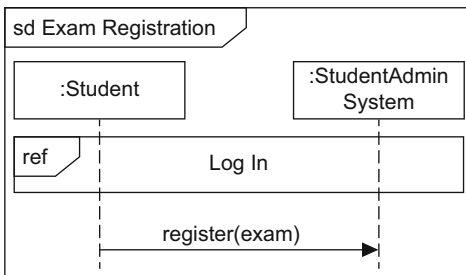 sd Exam Registration
:Student
:StudentAdmin
System
ref
Log In
register(exam)